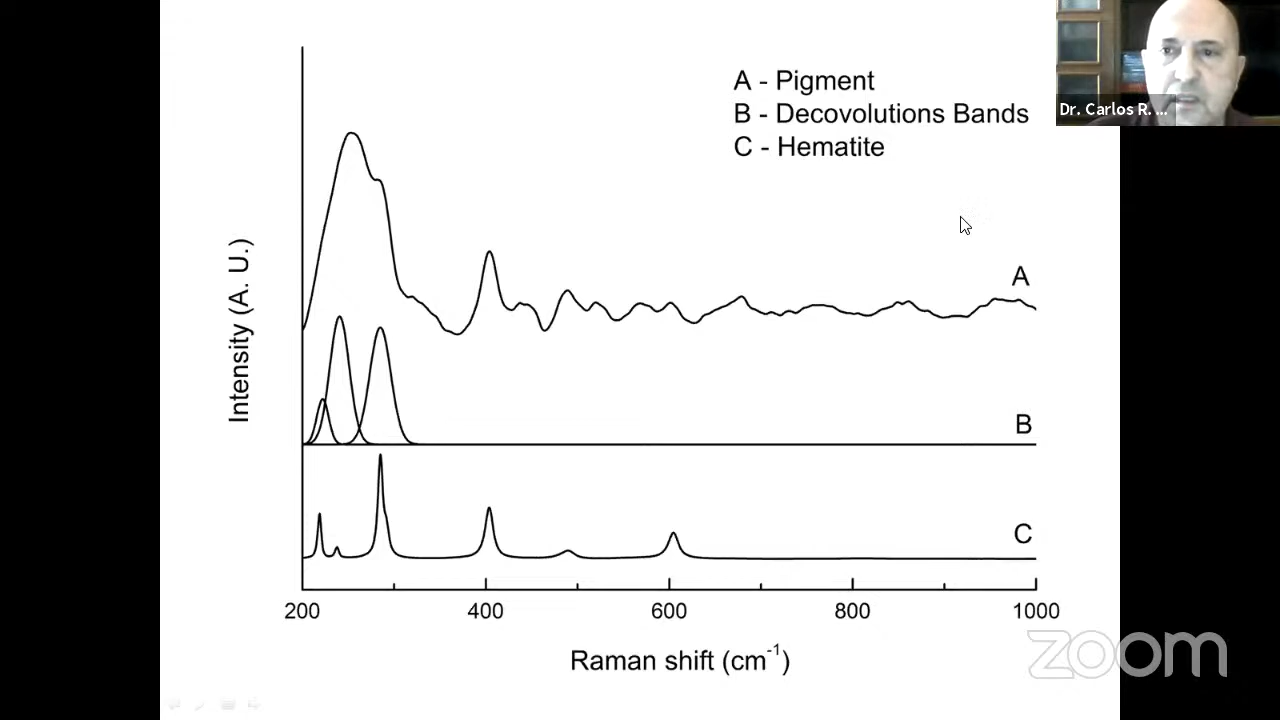 A - Pigment
B - Decovolutions Bands
C - Hematite
Dr. Carlos R. ...
A
B
C
Intensity (A. U.)
200 400 600 800 1000
Raman shift (cm⁻¹)
zoom